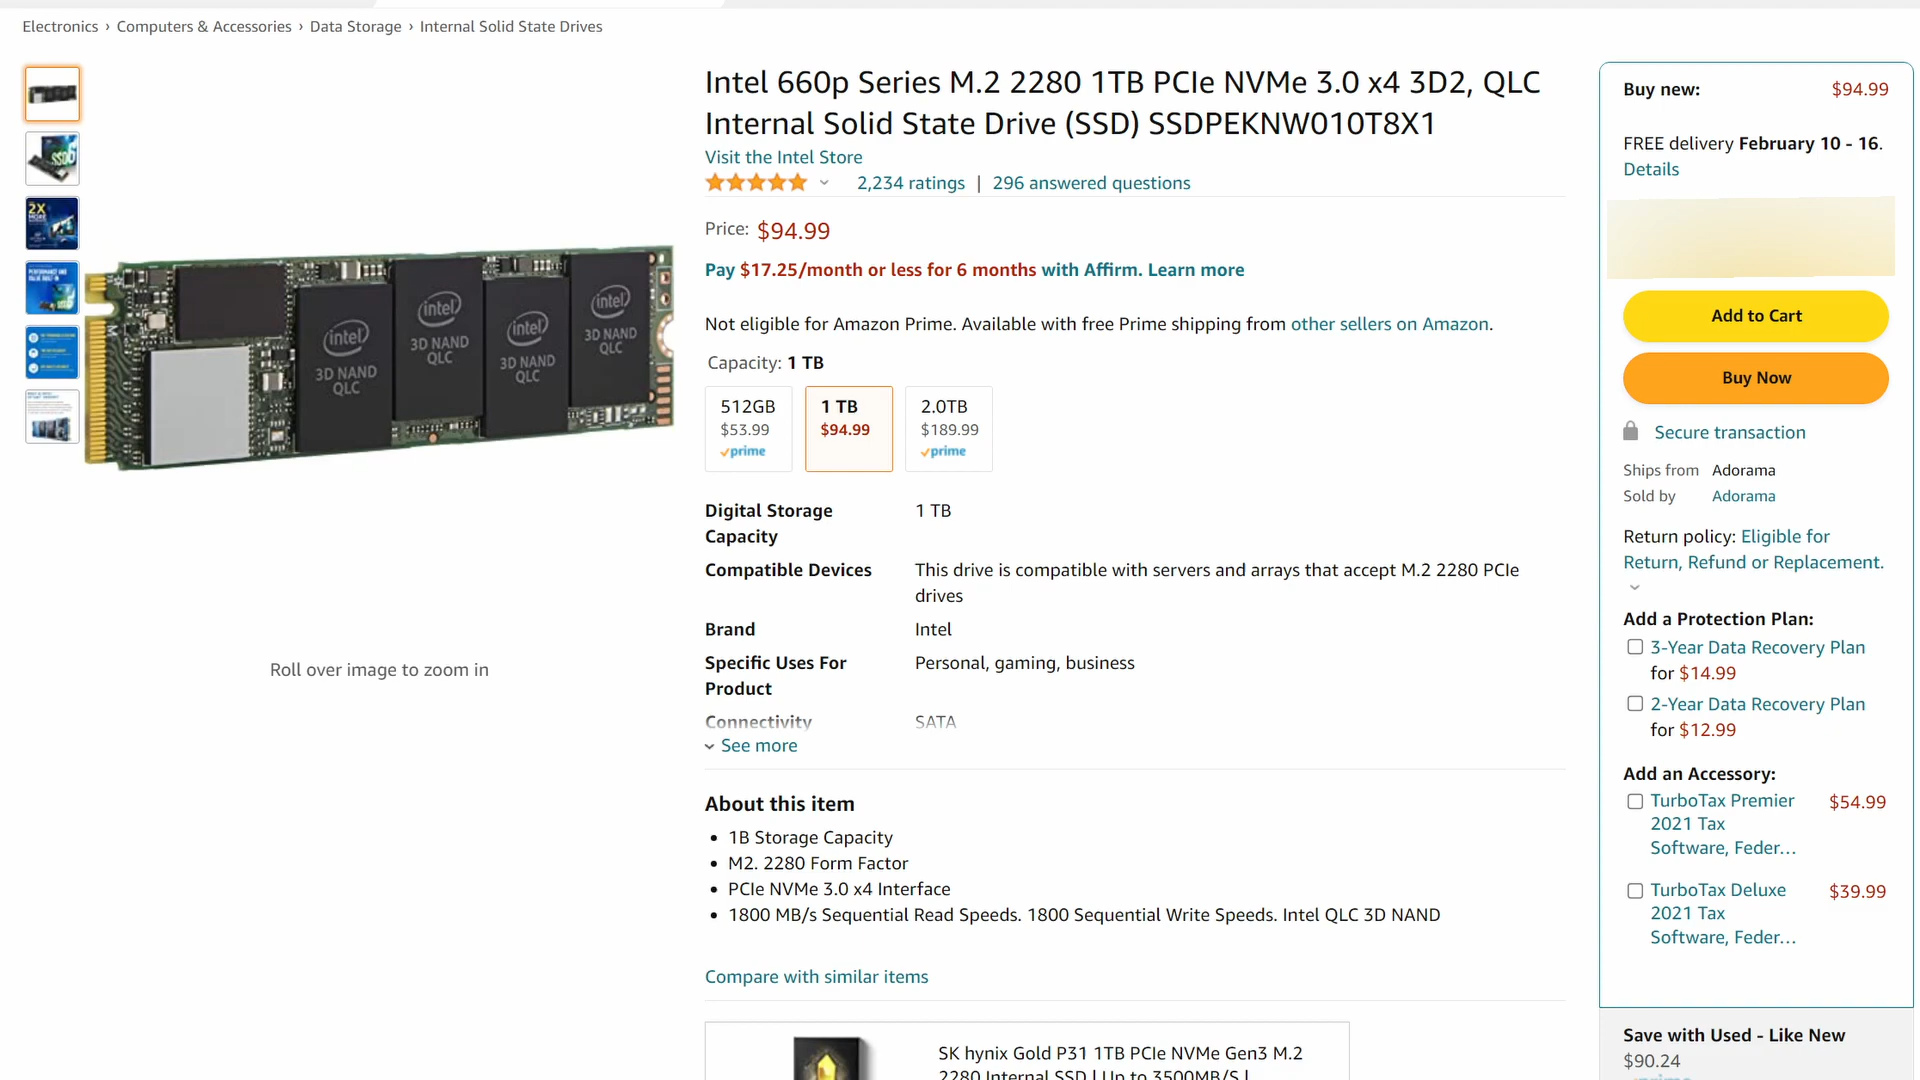 Electronics › Computers & Accessories › Data Storage › Internal Solid State Drives
intel
3D NAND
QLC
intel
3D NAND
QLC
intel
3D NAND
QLC
intel
3D NAND
QLC
Roll over image to zoom in
Intel 660p Series M.2 2280 1TB PCIe NVMe 3.0 x4 3D2, QLC
Internal Solid State Drive (SSD) SSDPEKNW010T8X1
Visit the Intel Store
2,234 ratings | 296 answered questions
Price: $94.99
Pay $17.25/month or less for 6 months with Affirm. Learn more
Not eligible for Amazon Prime. Available with free Prime shipping from other sellers on Amazon.
Capacity: 1 TB
512GB
$53.99
prime
1 TB
$94.99
2.0TB
$189.99
prime
Digital Storage
Capacity
1 TB
Compatible Devices
This drive is compatible with servers and arrays that accept M.2 2280 PCIe
drives
Brand
Intel
Specific Uses For
Product
Personal, gaming, business
Connectivity
SATA
See more
About this item
1B Storage Capacity
M2. 2280 Form Factor
PCIe NVMe 3.0 x4 Interface
1800 MB/s Sequential Read Speeds. 1800 Sequential Write Speeds. Intel QLC 3D NAND
Compare with similar items
SK hynix Gold P31 1TB PCIe NVMe Gen3 M.2
2280 Internal SSD | Up to 3500MB/S |
Buy new: $94.99
FREE delivery February 10 - 16.
Details
Add to Cart
Buy Now
Secure transaction
Ships from Adorama
Sold by Adorama
Return policy: Eligible for
Return, Refund or Replacement.
Add a Protection Plan:
3-Year Data Recovery Plan
for $14.99
2-Year Data Recovery Plan
for $12.99
Add an Accessory:
TurboTax Premier
2021 Tax
Software, Feder...
$54.99
TurboTax Deluxe
2021 Tax
Software, Feder...
$39.99
Save with Used - Like New
$90.24